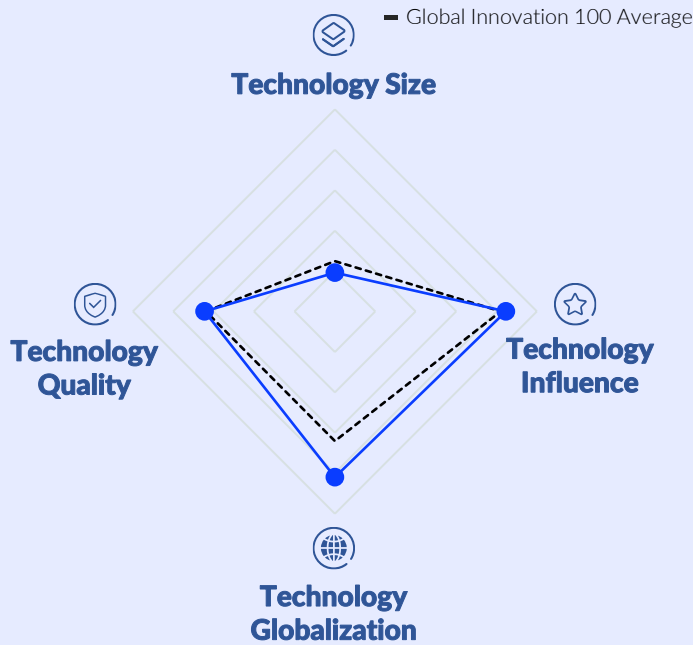 Global Innovation 100 Average
Technology Size
Technology
Quality
Technology
Influence
Technology
Globalization